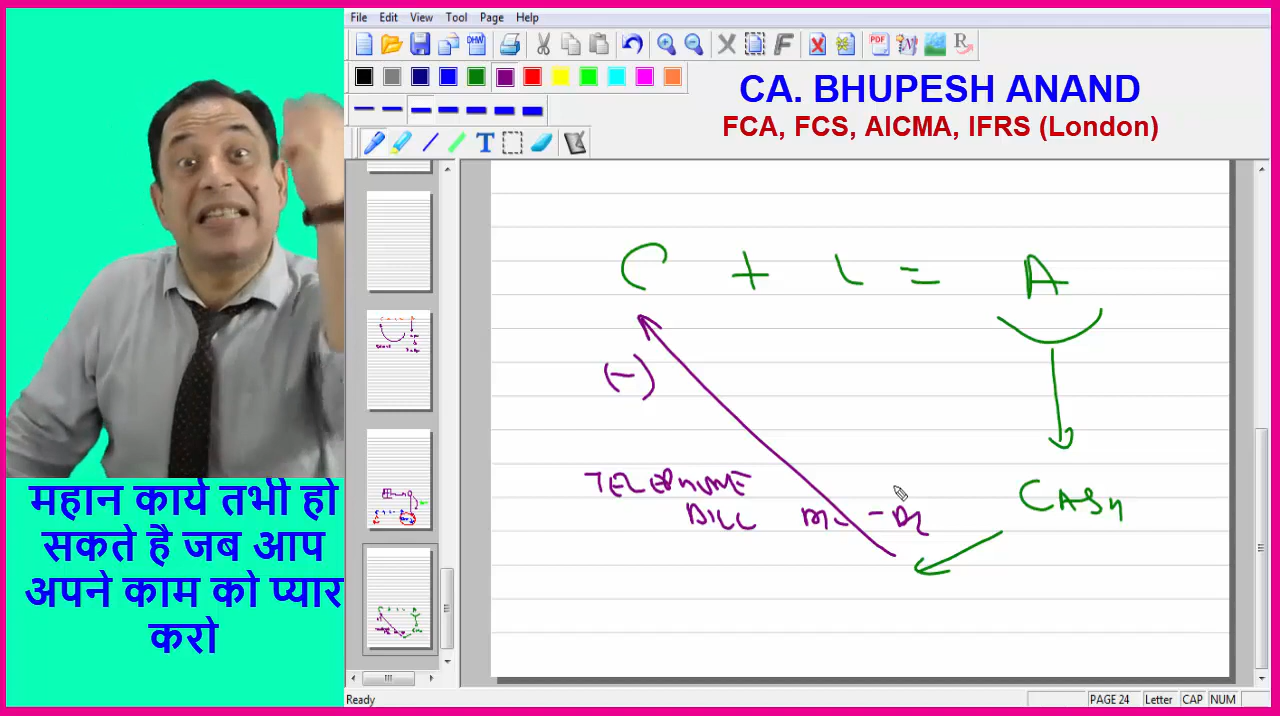 File Edit View Tool Page Help
CA. BHUPESH ANAND
FCA, FCS, AICMA, IFRS (London)
C + L = A
(-)
TELEPHONE
BILL
CASH
महान कार्य तभी हो
सकते है जब आप
अपने काम को प्यार
करो
Ready PAGE 24 Letter CAP NUM